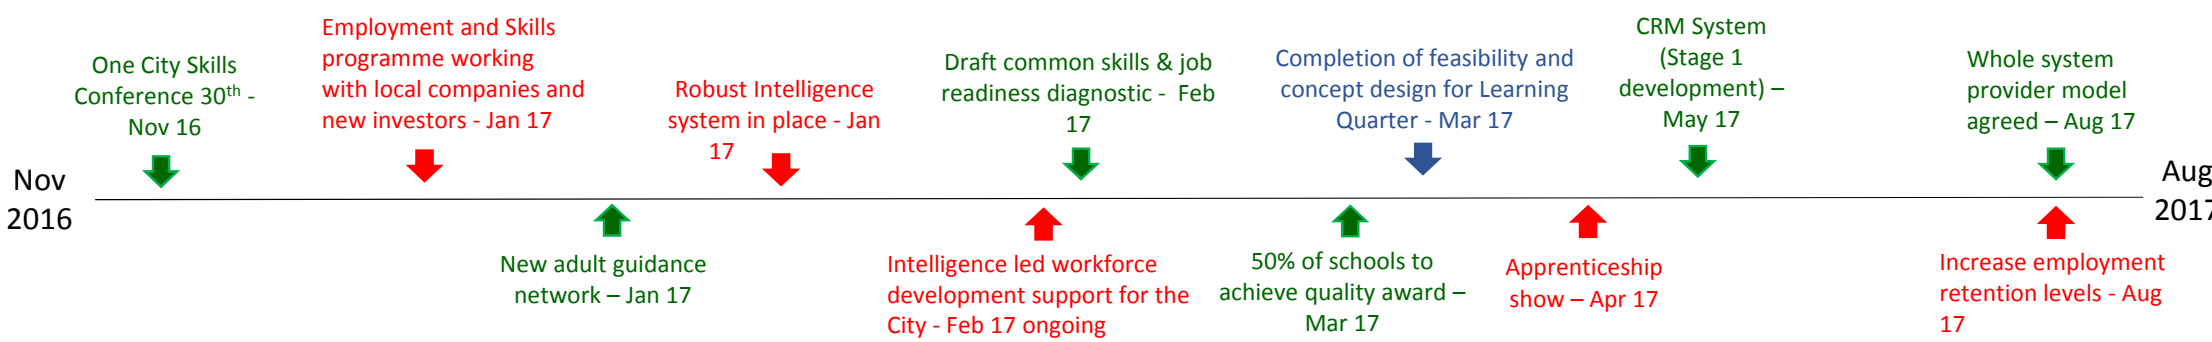 Nov
2016
One City Skills
Conference 30th -
Nov 16
Employment and Skills
programme working
with local companies and
new investors - Jan 17
New adult guidance
network – Jan 17
Robust Intelligence
system in place - Jan
17
Intelligence led workforce
development support for the
City - Feb 17 ongoing
Draft common skills & job
readiness diagnostic - Feb
17
50% of schools to
achieve quality award –
Mar 17
Completion of feasibility and
concept design for Learning
Quarter - Mar 17
Apprenticeship
show – Apr 17
CRM System
(Stage 1
development) –
May 17
Whole system
provider model
agreed – Aug 17
Increase employment
retention levels - Aug
17
Aug
2017